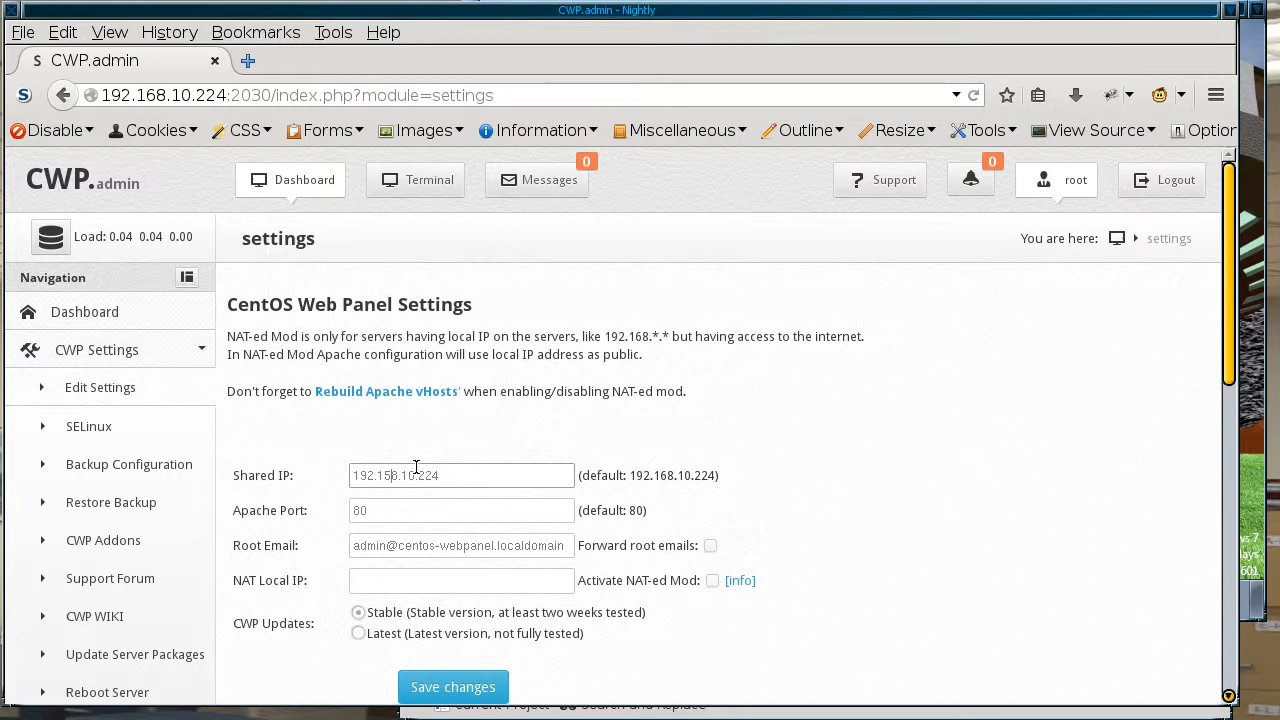 CWP.admin - Nightly
File Edit View History Bookmarks Tools Help
S CWP.admin
192.168.10.224:2030/index.php?module=settings
Disable Cookies CSS Forms Images Information Miscellaneous Outline Resize Tools View Source Option
CWP.admin Dashboard Terminal Messages 0 Support 0 root Logout
Load: 0.04 0.04 0.00
settings
You are here: settings
Navigation
Dashboard
CWP Settings
Edit Settings
SELinux
Backup Configuration
Restore Backup
CWP Addons
Support Forum
CWP WIKI
Update Server Packages
Reboot Server
CentOS Web Panel Settings
NAT-ed Mod is only for servers having local IP on the servers, like 192.168.*.* but having access to the internet.
In NAT-ed Mod Apache configuration will use local IP address as public.
Don't forget to Rebuild Apache vHosts' when enabling/disabling NAT-ed mod.
Shared IP: 192.158.10.224 (default: 192.168.10.224)
Apache Port: 80 (default: 80)
Root Email: admin@centos-webpanel.localdomain Forward root emails:
NAT Local IP: Activate NAT-ed Mod: [info]
CWP Updates:
Stable (Stable version, at least two weeks tested)
Latest (Latest version, not fully tested)
Save changes
Current Project Search and Replace
601